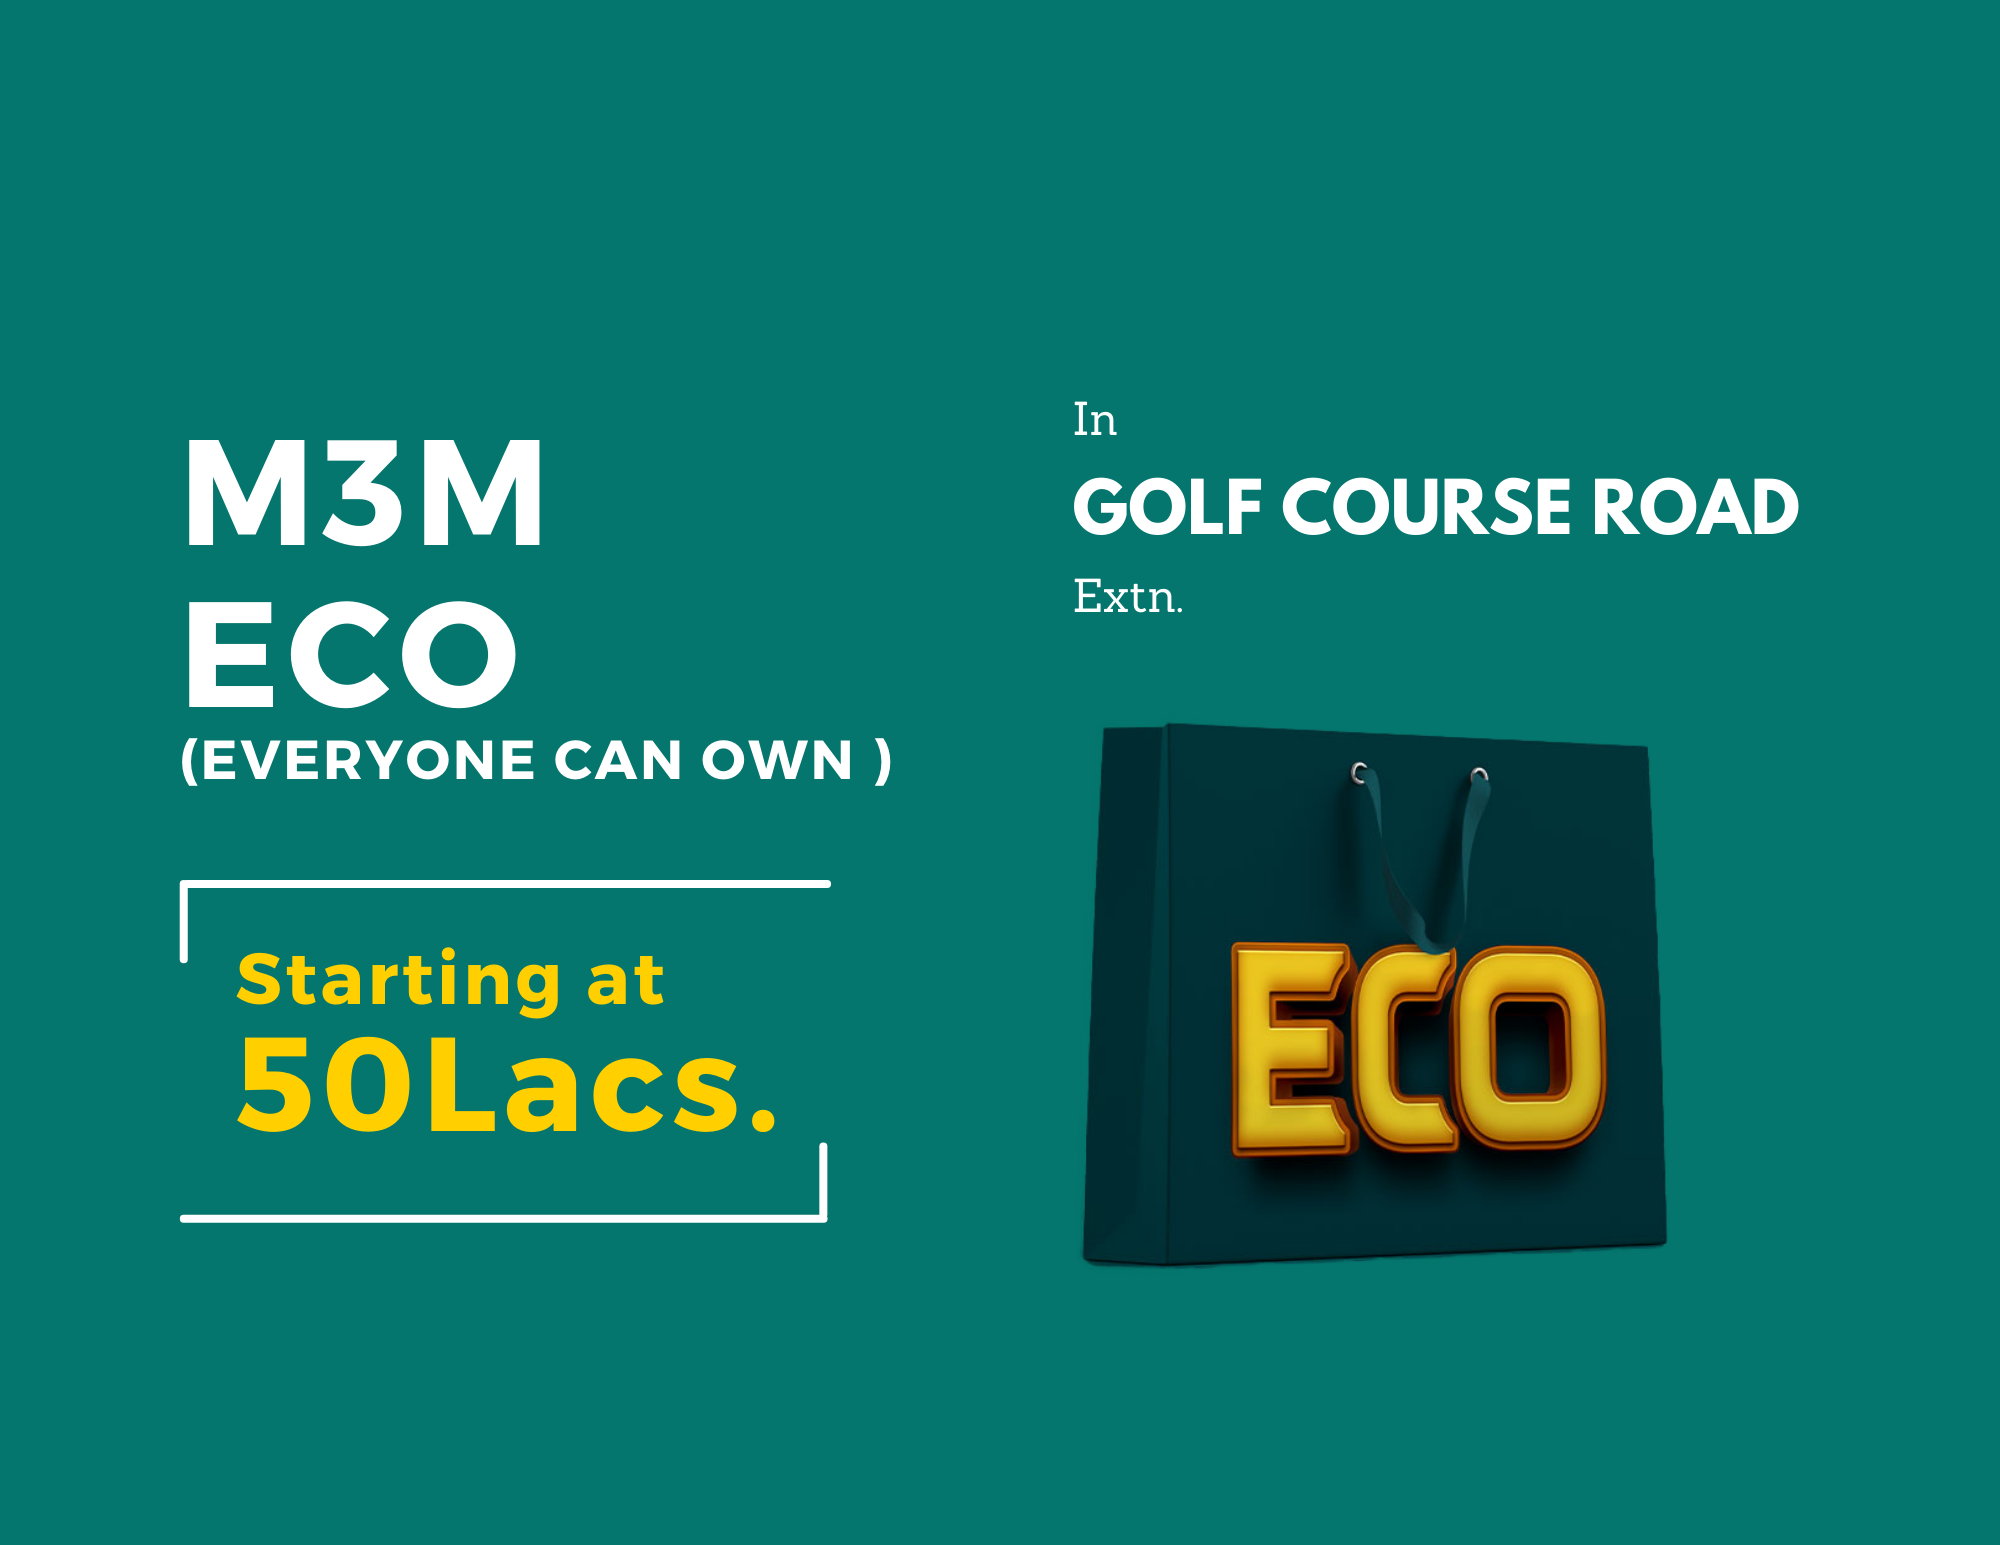 M3M
ECO
(EVERYONE CAN OWN )
Starting at
50Lacs.
In
GOLF COURSE ROAD
Extn.
ECO